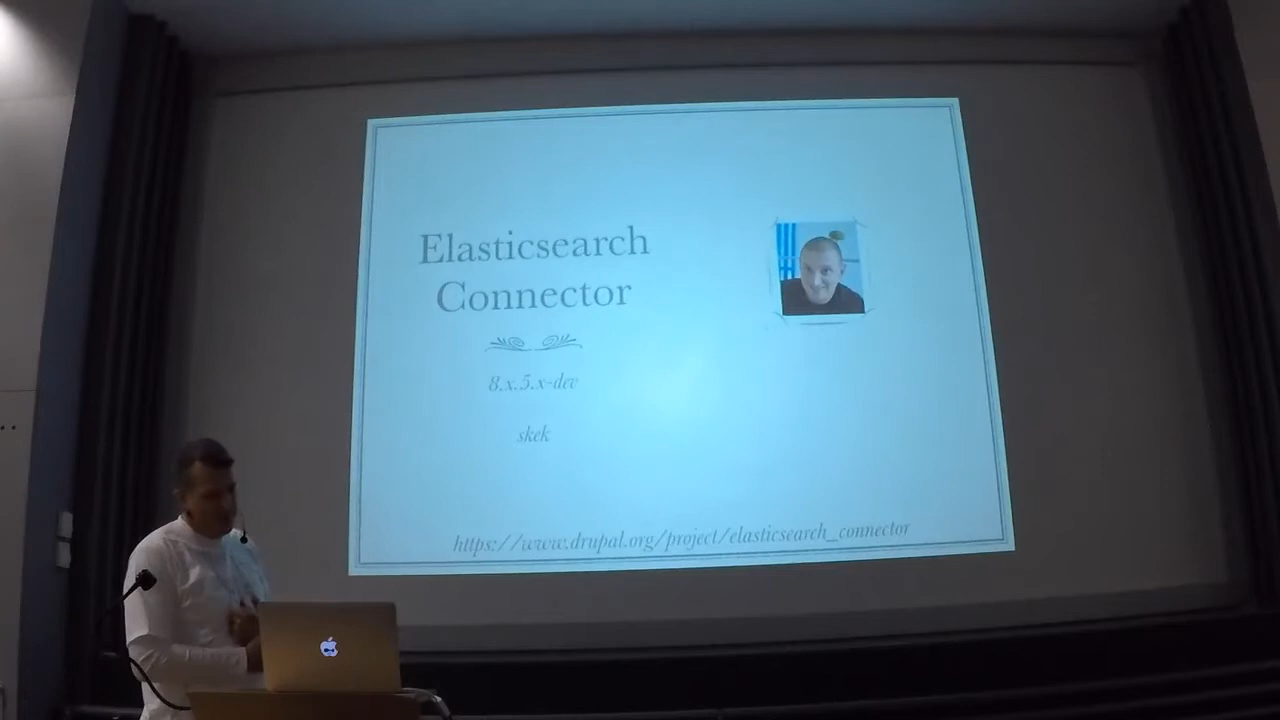 Elasticsearch
Connector
8.x.5.x-dev
skek
https://www.drupal.org/project/elasticsearch_connector